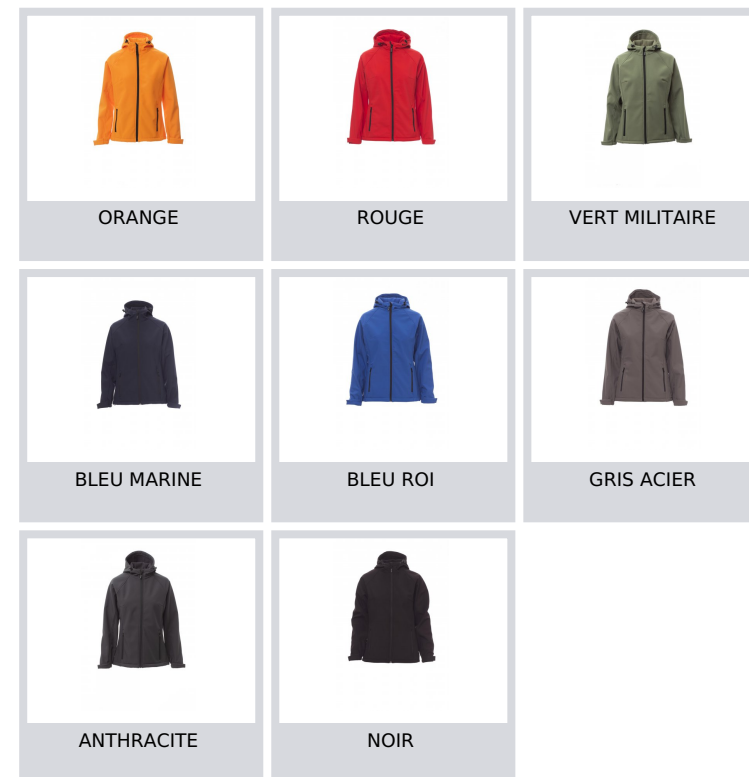 ORANGE
ROUGE
VERT MILITAIRE
BLEU MARINE
BLEU ROI
GRIS ACIER
ANTHRACITE
NOIR